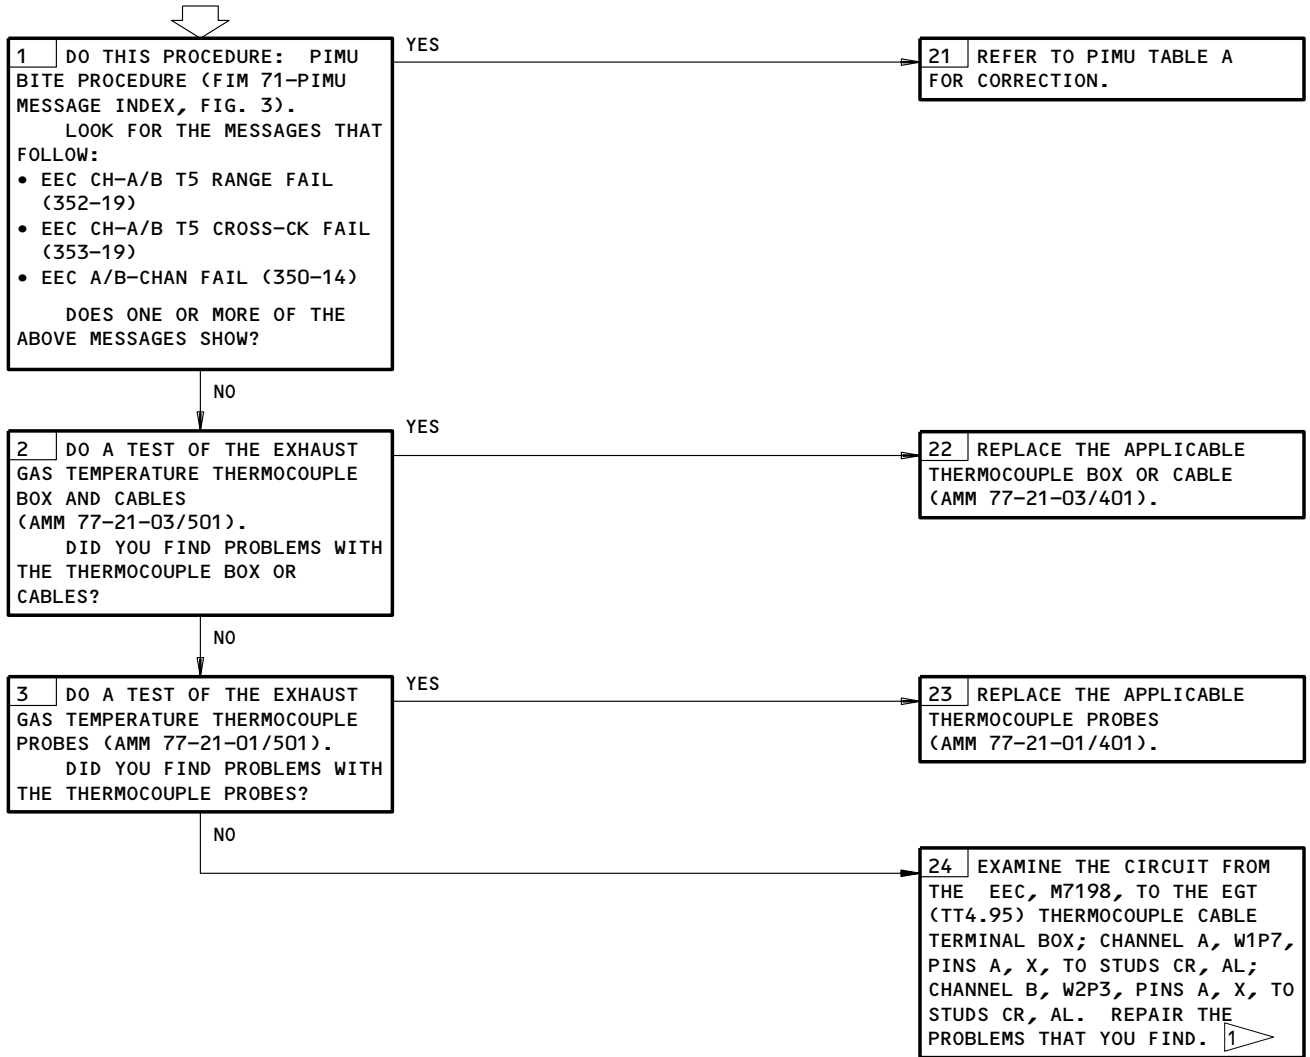 1 DO THIS PROCEDURE: PIMU
BITE PROCEDURE (FIM 71-PIMU
MESSAGE INDEX, FIG. 3).
LOOK FOR THE MESSAGES THAT
FOLLOW:
• EEC CH-A/B T5 RANGE FAIL
(352-19)
• EEC CH-A/B T5 CROSS-CK FAIL
(353-19)
• EEC A/B-CHAN FAIL (350-14)
DOES ONE OR MORE OF THE
ABOVE MESSAGES SHOW?
YES
21 REFER TO PIMU TABLE A
FOR CORRECTION.
NO
2 DO A TEST OF THE EXHAUST
GAS TEMPERATURE THERMOCOUPLE
BOX AND CABLES
(AMM 77-21-03/501).
DID YOU FIND PROBLEMS WITH
THE THERMOCOUPLE BOX OR
CABLES?
YES
22 REPLACE THE APPLICABLE
THERMOCOUPLE BOX OR CABLE
(AMM 77-21-03/401).
NO
3 DO A TEST OF THE EXHAUST
GAS TEMPERATURE THERMOCOUPLE
PROBES (AMM 77-21-01/501).
DID YOU FIND PROBLEMS WITH
THE THERMOCOUPLE PROBES?
YES
23 REPLACE THE APPLICABLE
THERMOCOUPLE PROBES
(AMM 77-21-01/401).
NO
24 EXAMINE THE CIRCUIT FROM
THE EEC, M7198, TO THE EGT
(TT4.95) THERMOCOUPLE CABLE
TERMINAL BOX; CHANNEL A, W1P7,
PINS A, X, TO STUDS CR, AL;
CHANNEL B, W2P3, PINS A, X, TO
STUDS CR, AL. REPAIR THE
PROBLEMS THAT YOU FIND. 1